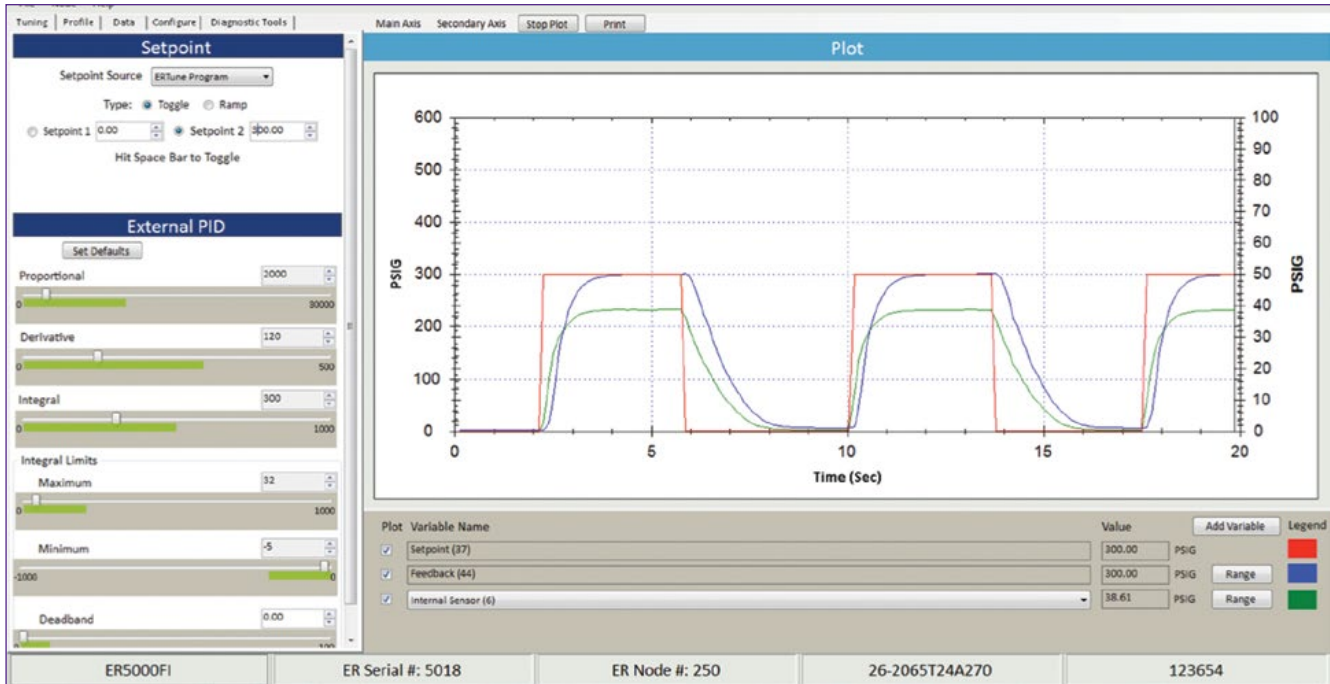 Tuning Profile Data Configure Diagnostic Tools
Main Axis Secondary Axis Stop Plot Print
Setpoint
Setpoint Source ERTune Program
Type: Toggle Ramp
Setpoint 1 0.00 Setpoint 2 300.00
Hit Space Bar to Toggle
External PID
Set Defaults
Proportional 2000
0 30000
Derivative 120
0 500
Integral 300
0 1000
Integral Limits
Maximum 32
0 1000
Minimum -5
-1000 0
Deadband 0.00
Plot
600 100
90
500 80
70
400
60
300 50
40
200
30
100 20
10
0 0
PSIG
PSIG
0 5 10 15 20
Time (Sec)
Plot Variable Name Value Add Variable Legend
Setpoint (37) 300.00 PSIG
Feedback (44) 300.00 PSIG Range
Internal Sensor (6) 38.61 PSIG Range
ER5000FI ER Serial #: 5018 ER Node #: 250 26-2065T24A270 123654